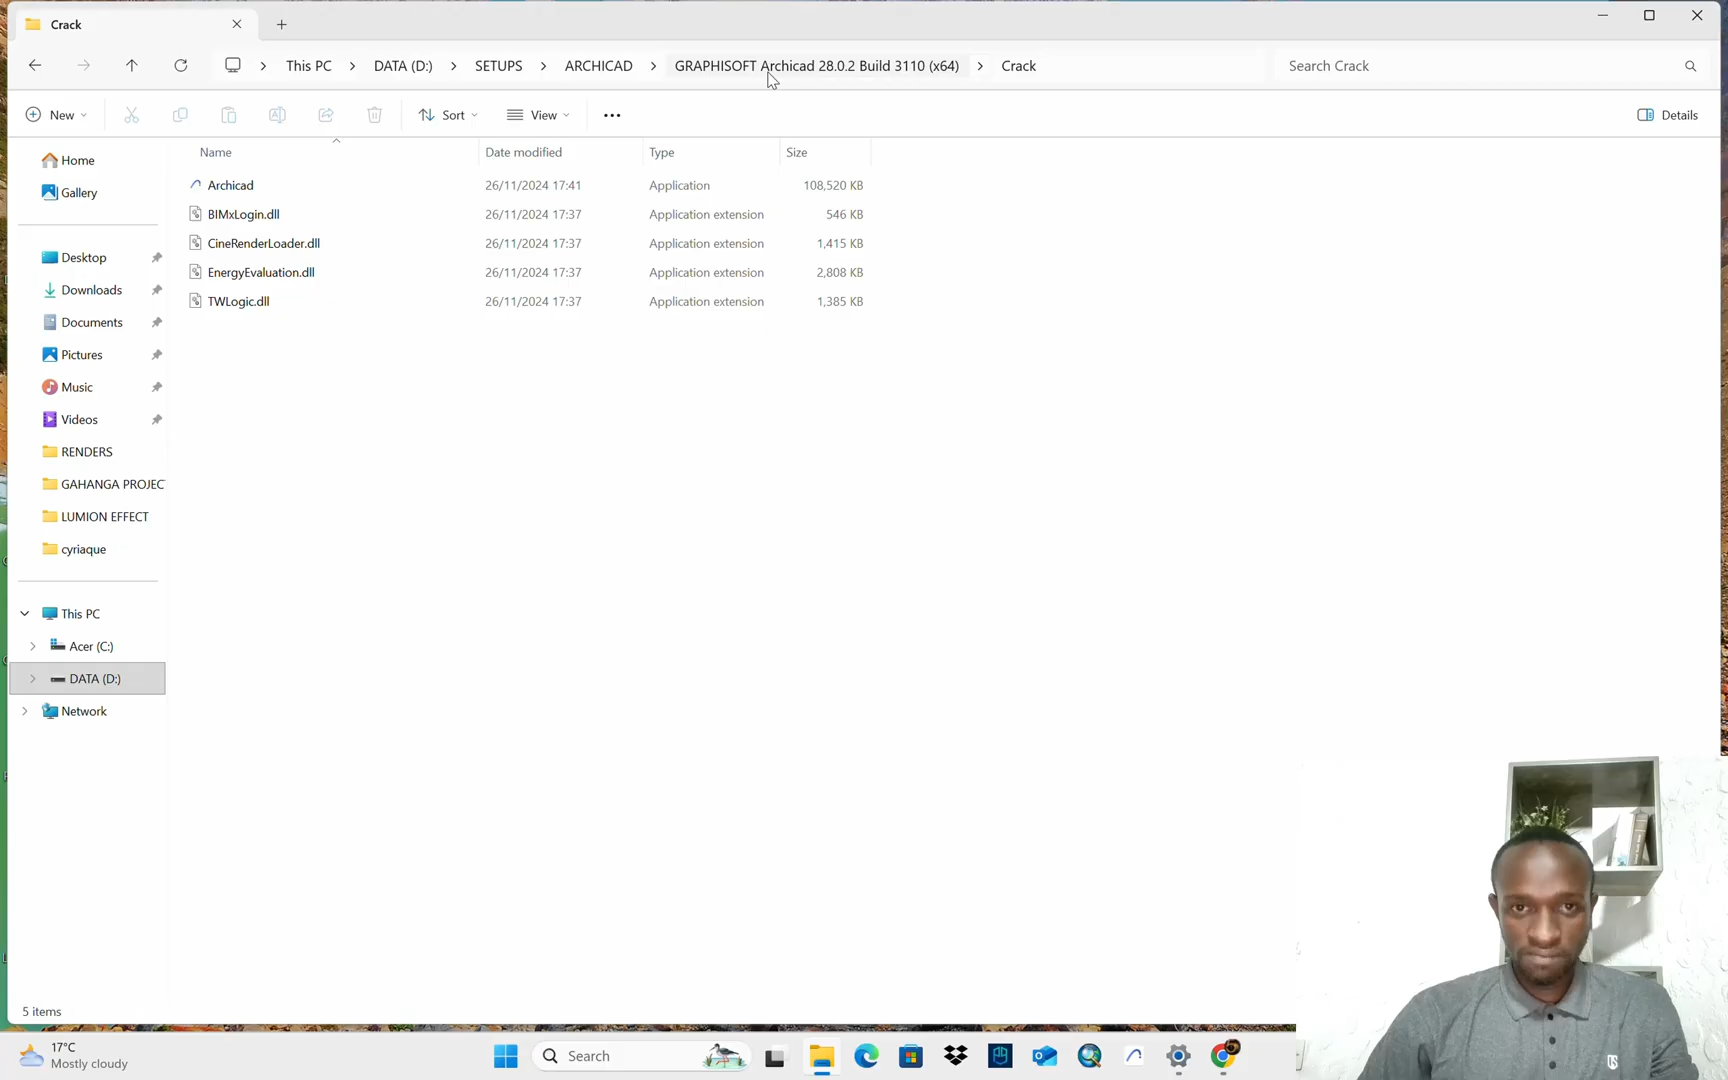 Crack
This PC > DATA (D:) > SETUPS > ARCHICAD > GRAPHISOFT Archicad 28.0.2 Build 3110 (x64) > Crack
Search Crack
New
Sort
View
Details
Name Date modified Type Size
Archicad 26/11/2024 17:41 Application 108,520 KB
BIMxLogin.dll 26/11/2024 17:37 Application extension 546 KB
CineRenderLoader.dll 26/11/2024 17:37 Application extension 1,415 KB
EnergyEvaluation.dll 26/11/2024 17:37 Application extension 2,808 KB
TWLogic.dll 26/11/2024 17:37 Application extension 1,385 KB
Home
Gallery
Desktop
Downloads
Documents
Pictures
Music
Videos
RENDERS
GAHANGA PROJEC
LUMION EFFECT
cyriaque
This PC
Acer (C:)
DATA (D:)
Network
5 items
17°C
Mostly cloudy
Search